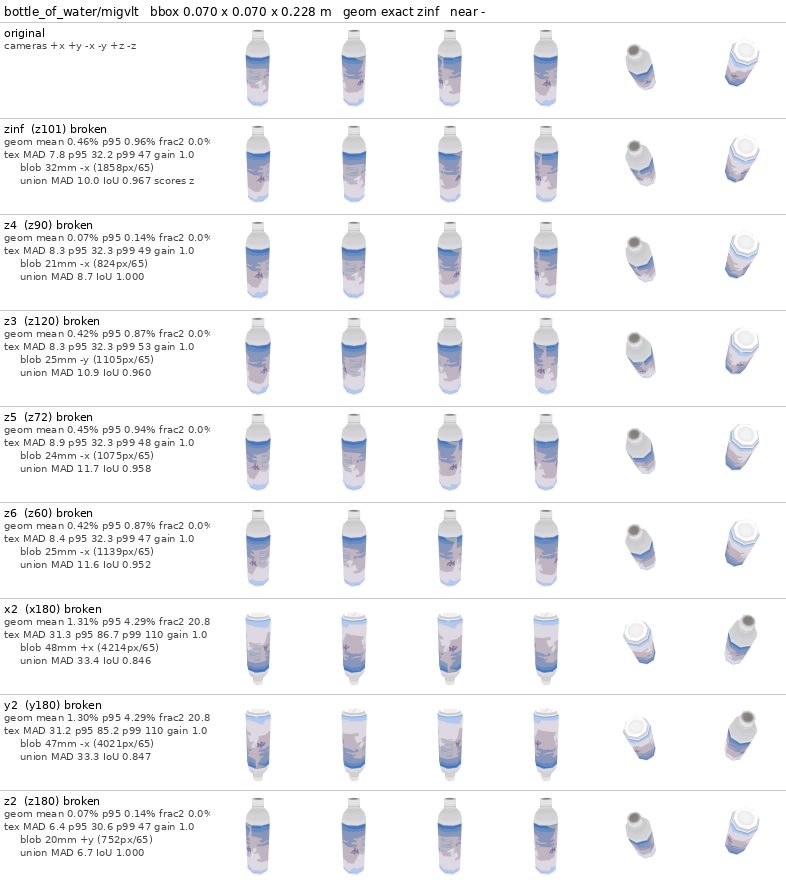 bottle_of_water/migvlt bbox 0.070 x 0.070 x 0.228 m geom exact zinf near -
original
cameras +x +y -x -y +z -z
zinf (z101) broken
geom mean 0.46% p95 0.96% frac2 0.0%
tex MAD 7.8 p95 32.2 p99 47 gain 1.0
blob 32mm -x (1858px/65)
union MAD 10.0 IoU 0.967 scores z
z4 (z90) broken
geom mean 0.07% p95 0.14% frac2 0.0%
tex MAD 8.3 p95 32.3 p99 49 gain 1.0
blob 21mm -x (824px/65)
union MAD 8.7 IoU 1.000
z3 (z120) broken
geom mean 0.42% p95 0.87% frac2 0.0%
tex MAD 8.3 p95 32.3 p99 53 gain 1.0
blob 25mm -y (1105px/65)
union MAD 10.9 IoU 0.960
z5 (z72) broken
geom mean 0.45% p95 0.94% frac2 0.0%
tex MAD 8.9 p95 32.3 p99 48 gain 1.0
blob 24mm -x (1075px/65)
union MAD 11.7 IoU 0.958
z6 (z60) broken
geom mean 0.42% p95 0.87% frac2 0.0%
tex MAD 8.4 p95 32.3 p99 47 gain 1.0
blob 25mm -x (1139px/65)
union MAD 11.6 IoU 0.952
x2 (x180) broken
geom mean 1.31% p95 4.29% frac2 20.8
tex MAD 31.3 p95 86.7 p99 110 gain 1.0
blob 48mm +x (4214px/65)
union MAD 33.4 IoU 0.846
y2 (y180) broken
geom mean 1.30% p95 4.29% frac2 20.8
tex MAD 31.2 p95 85.2 p99 110 gain 1.0
blob 47mm -x (4021px/65)
union MAD 33.3 IoU 0.847
z2 (z180) broken
geom mean 0.07% p95 0.14% frac2 0.0%
tex MAD 6.4 p95 30.6 p99 47 gain 1.0
blob 20mm +y (752px/65)
union MAD 6.7 IoU 1.000